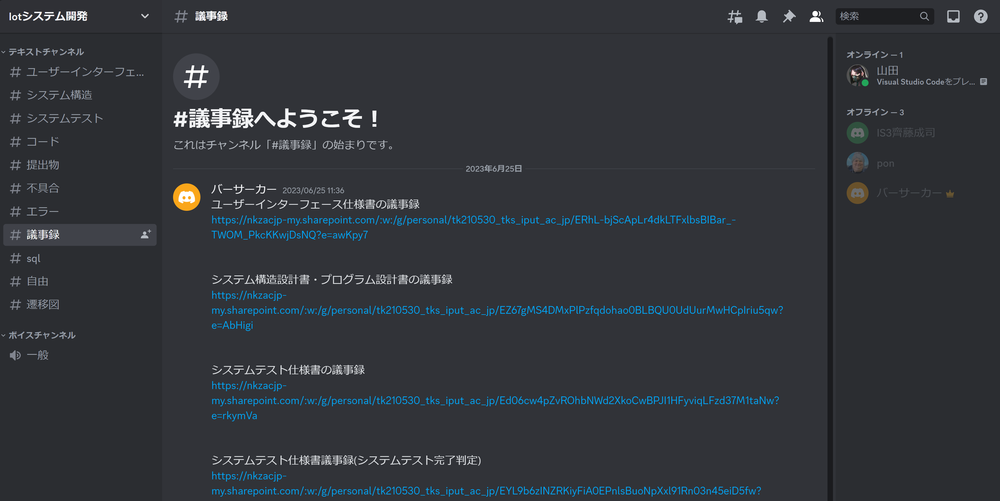 Iotシステム開発
テキストチャンネル
ユーザーインターフェ...
システム構造
システムテスト
コード
提出物
不具合
エラー
議事録
sql
自由
遷移図
ボイスチャンネル
一般
議事録
検索
#議事録へようこそ！
これはチャンネル「#議事録」の始まりです。
2023年6月25日
バーサーカー 2023/06/25 11:36
ユーザーインターフェース仕様書の議事録
https://nkzacjp-my.sharepoint.com/:w:/g/personal/tk210530_tks_iput_ac_jp/ERhL-bjScApLr4dkLTFxlbsBIBar_-
TWOM_PkcKKwjDsNQ?e=awKpy7
システム構造設計書・プログラム設計書の議事録
https://nkzacjp-
my.sharepoint.com/:w:/g/personal/tk210530_tks_iput_ac_jp/EZ67gMS4DMxPlPzfqdohao0BLBQU0UdUurMwHCpIriu5qw?
e=AbHigi
システムテスト仕様書の議事録
https://nkzacjp-
my.sharepoint.com/:w:/g/personal/tk210530_tks_iput_ac_jp/Ed06cw4pZvROhbNWd2XkoCwBPJI1HFyviqLFzd37M1taNw?
e=rkymVa
システムテスト仕様書議事録(システムテスト完了判定)
https://nkzacjp-
my.sharepoint.com/:w:/g/personal/tk210530_tks_iput_ac_jp/EYL9b6zINZRKiyFiA0EPnlsBuoNpXxl91Rn03n45eiD5fw?
オンライン — 1
山田
Visual Studio Codeをプレ...
オフライン — 3
IS3齊藤成司
pon
バーサーカー